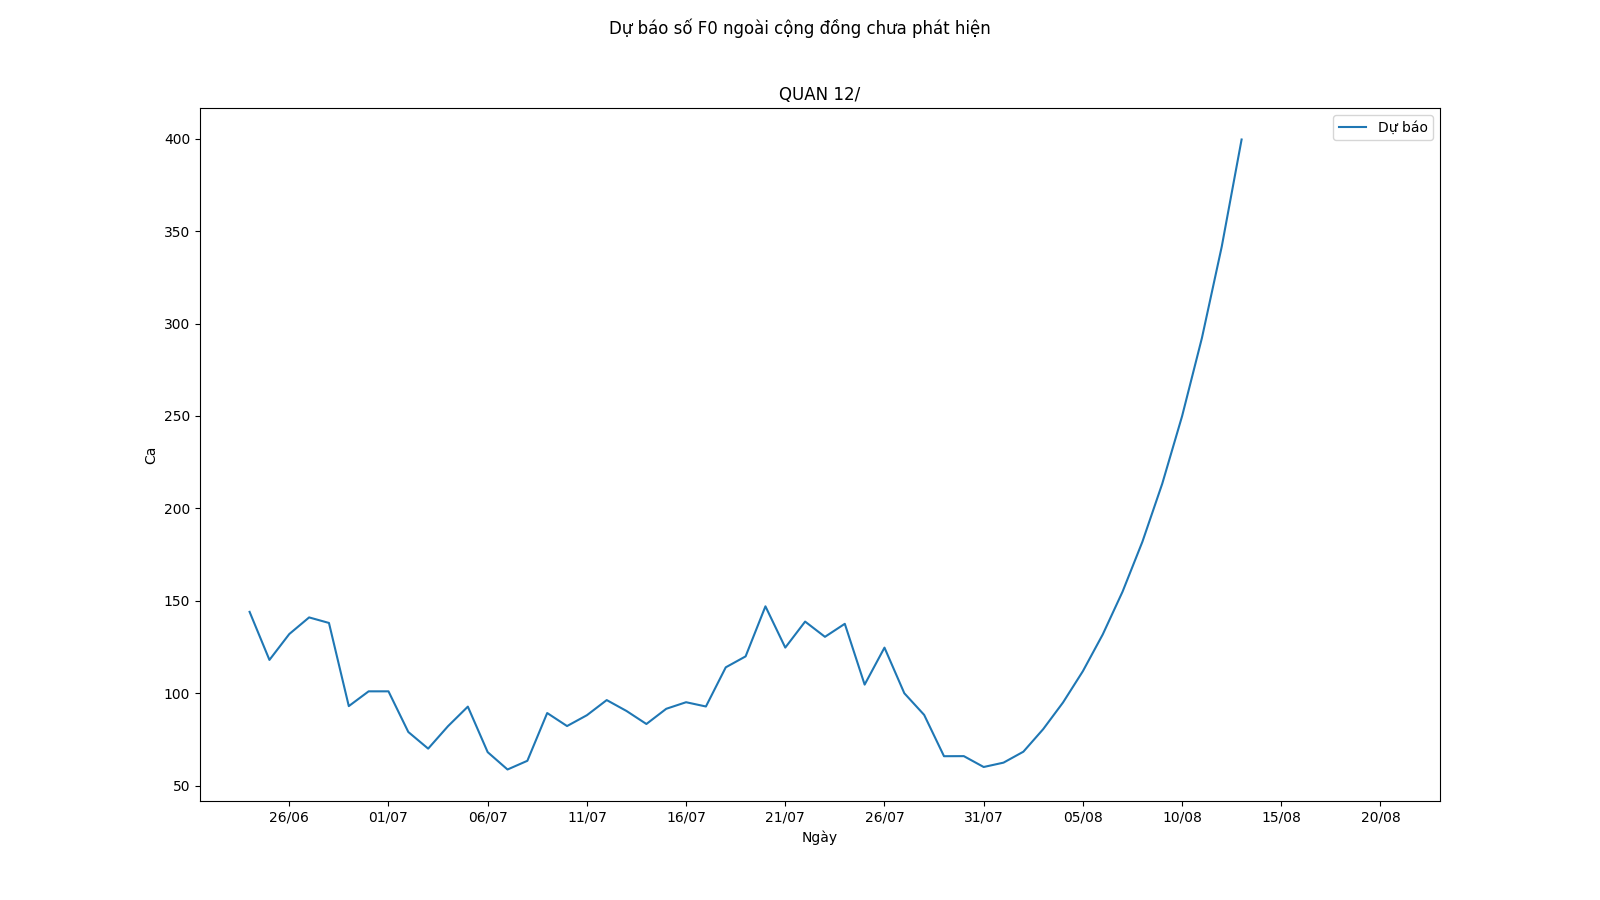 Dự báo số F0 ngoài cộng đồng chưa phát hiện
QUAN 12/
Dự báo
400
350
300
250
200
150
100
50
Ca
26/06 01/07 06/07 11/07 16/07 21/07 26/07 31/07 05/08 10/08 15/08 20/08
Ngày